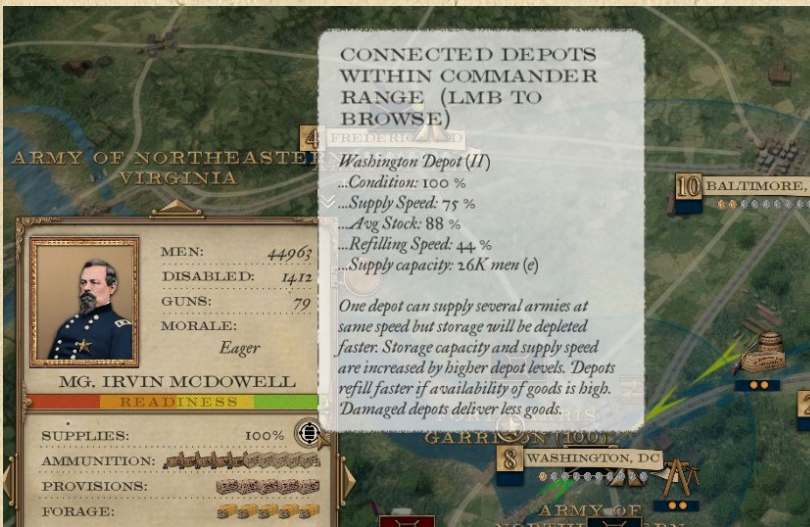 CONNECTED DEPOTS
WITHIN COMMANDER
RANGE (LMB TO
BROWSE)
Washington Depot (II)
...Condition: 100 %
...Supply Speed: 75 %
...Avg Stock: 88 %
...Refilling Speed: 44 %
...Supply capacity: 26K men (e)
One depot can supply several armies at
same speed but storage will be depleted
faster. Storage capacity and supply speed
are increased by higher depot levels. Depots
refill faster if availability of goods is high.
Damaged depots deliver less goods.
4
ARMY OF NORTHEASTERN
VIRGINIA
10 BALTIMORE,
MEN: 44963
DISABLED: 1412
GUNS: 79
MORALE:
Eager
MG. IRVIN MCDOWELL
READINESS
SUPPLIES: 100%
AMMUNITION:
PROVISIONS:
FORAGE:
GARRISON [100]
8 WASHINGTON, DC
ARMY OF